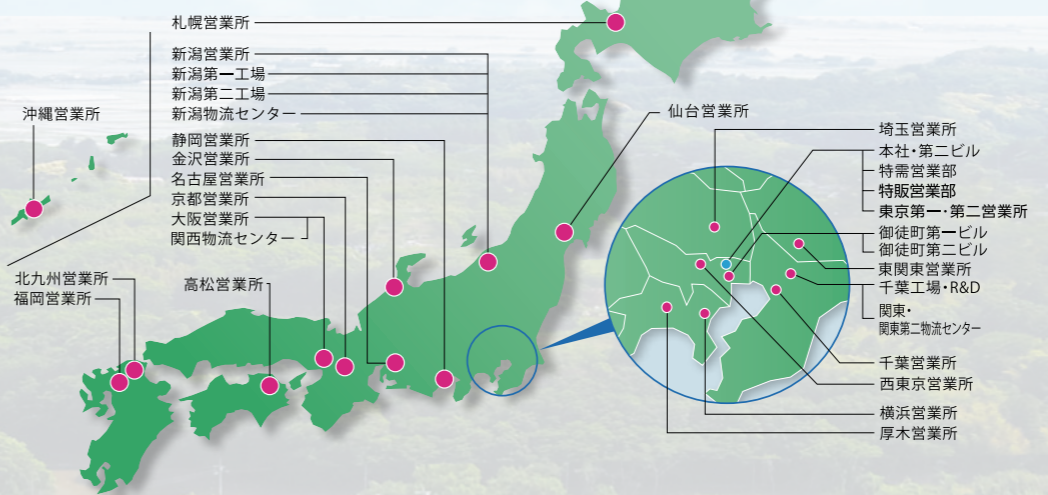 札幌営業所
新潟営業所
新潟第一工場
新潟第二工場
新潟物流センター
沖縄営業所
静岡営業所
金沢営業所
名古屋営業所
京都営業所
大阪営業所
関西物流センター
北九州営業所
福岡営業所
高松営業所
仙台営業所
埼玉営業所
本社・第二ビル
特需営業部
特販営業部
東京第一・第二営業所
御徒町第一ビル
御徒町第二ビル
東関東営業所
千葉工場・R&D
関東・
関東第二物流センター
千葉営業所
西東京営業所
横浜営業所
厚木営業所